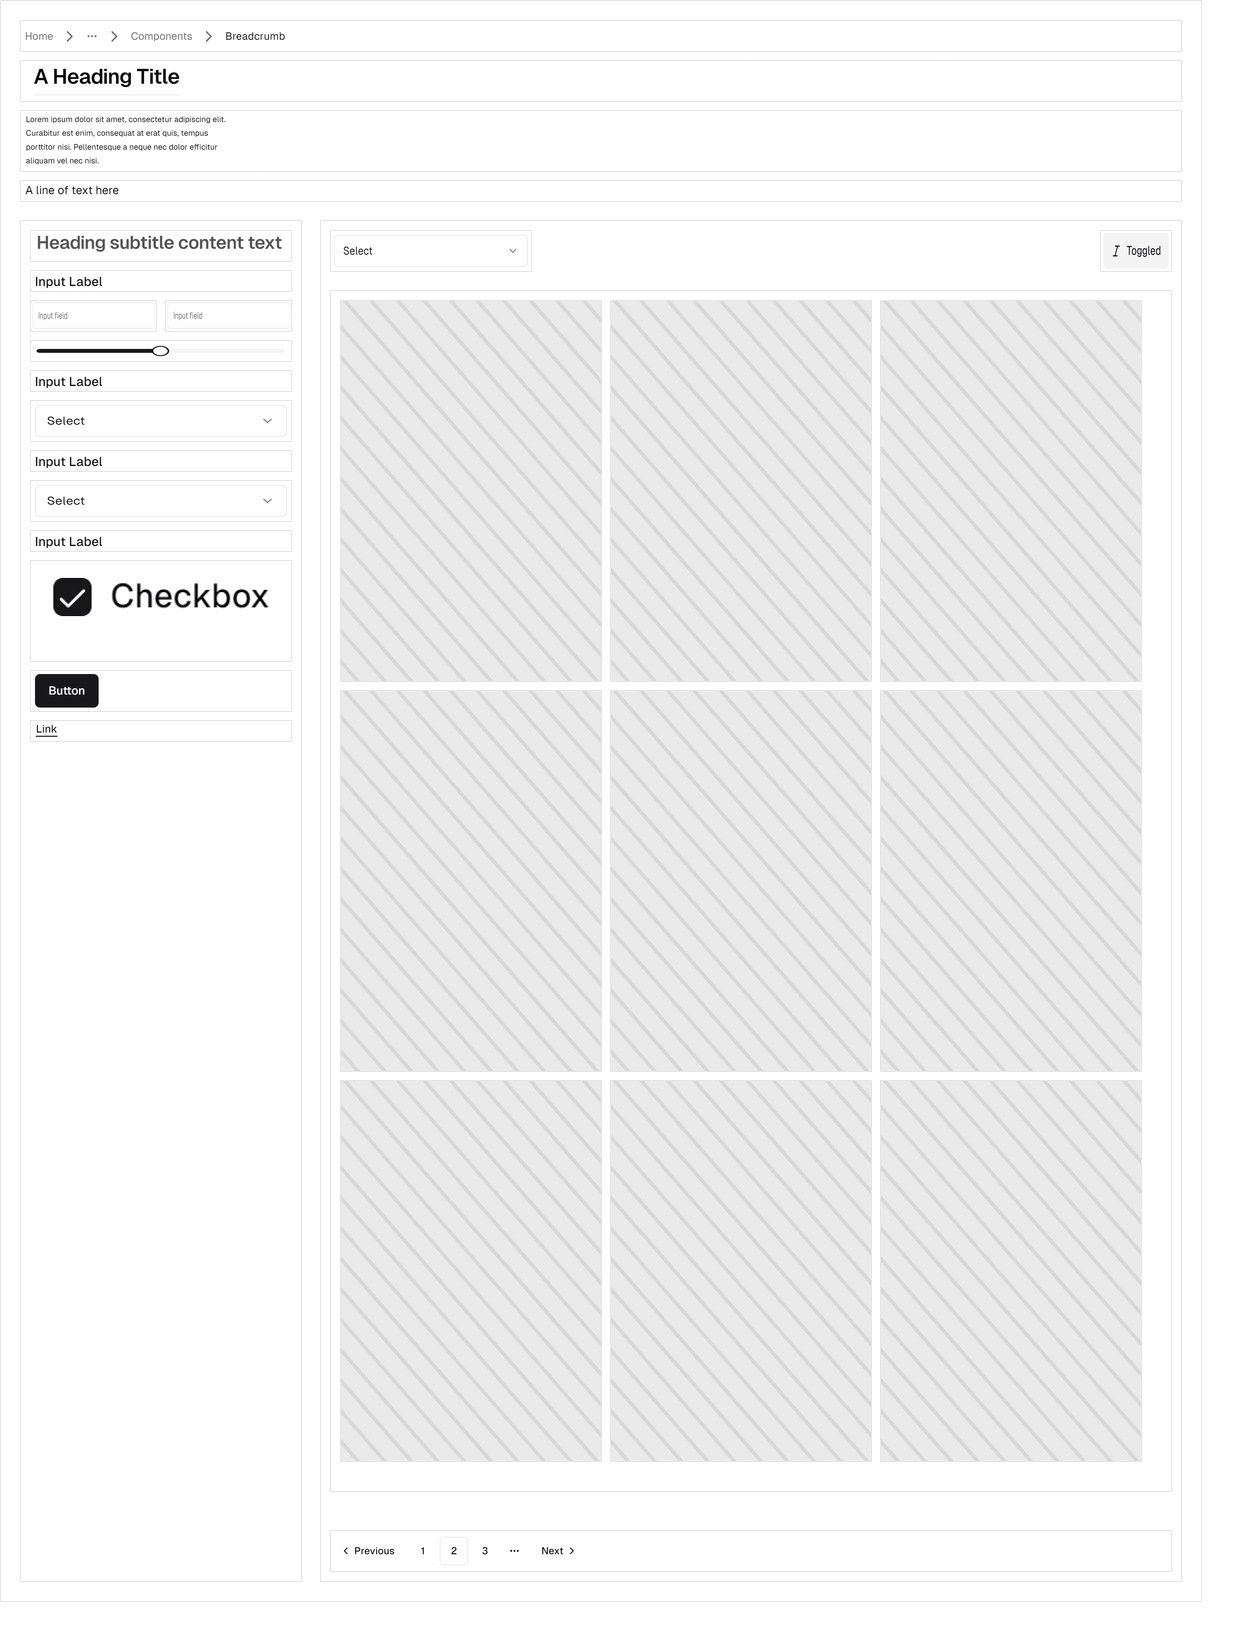 Home ··· Components Breadcrumb
A Heading Title
Lorem ipsum dolor sit amet, consectetur adipiscing elit.
Curabitur est enim, consequat at erat quis, tempus
porttitor nisi. Pellentesque a neque nec dolor efficitur
aliquam vel nec nisi.
A line of text here
Heading subtitle content text
Input Label
Input field Input field
Input Label
Select
Input Label
Select
Input Label
Checkbox
Button
Link
Select
Toggled
Previous 1 2 3 ··· Next